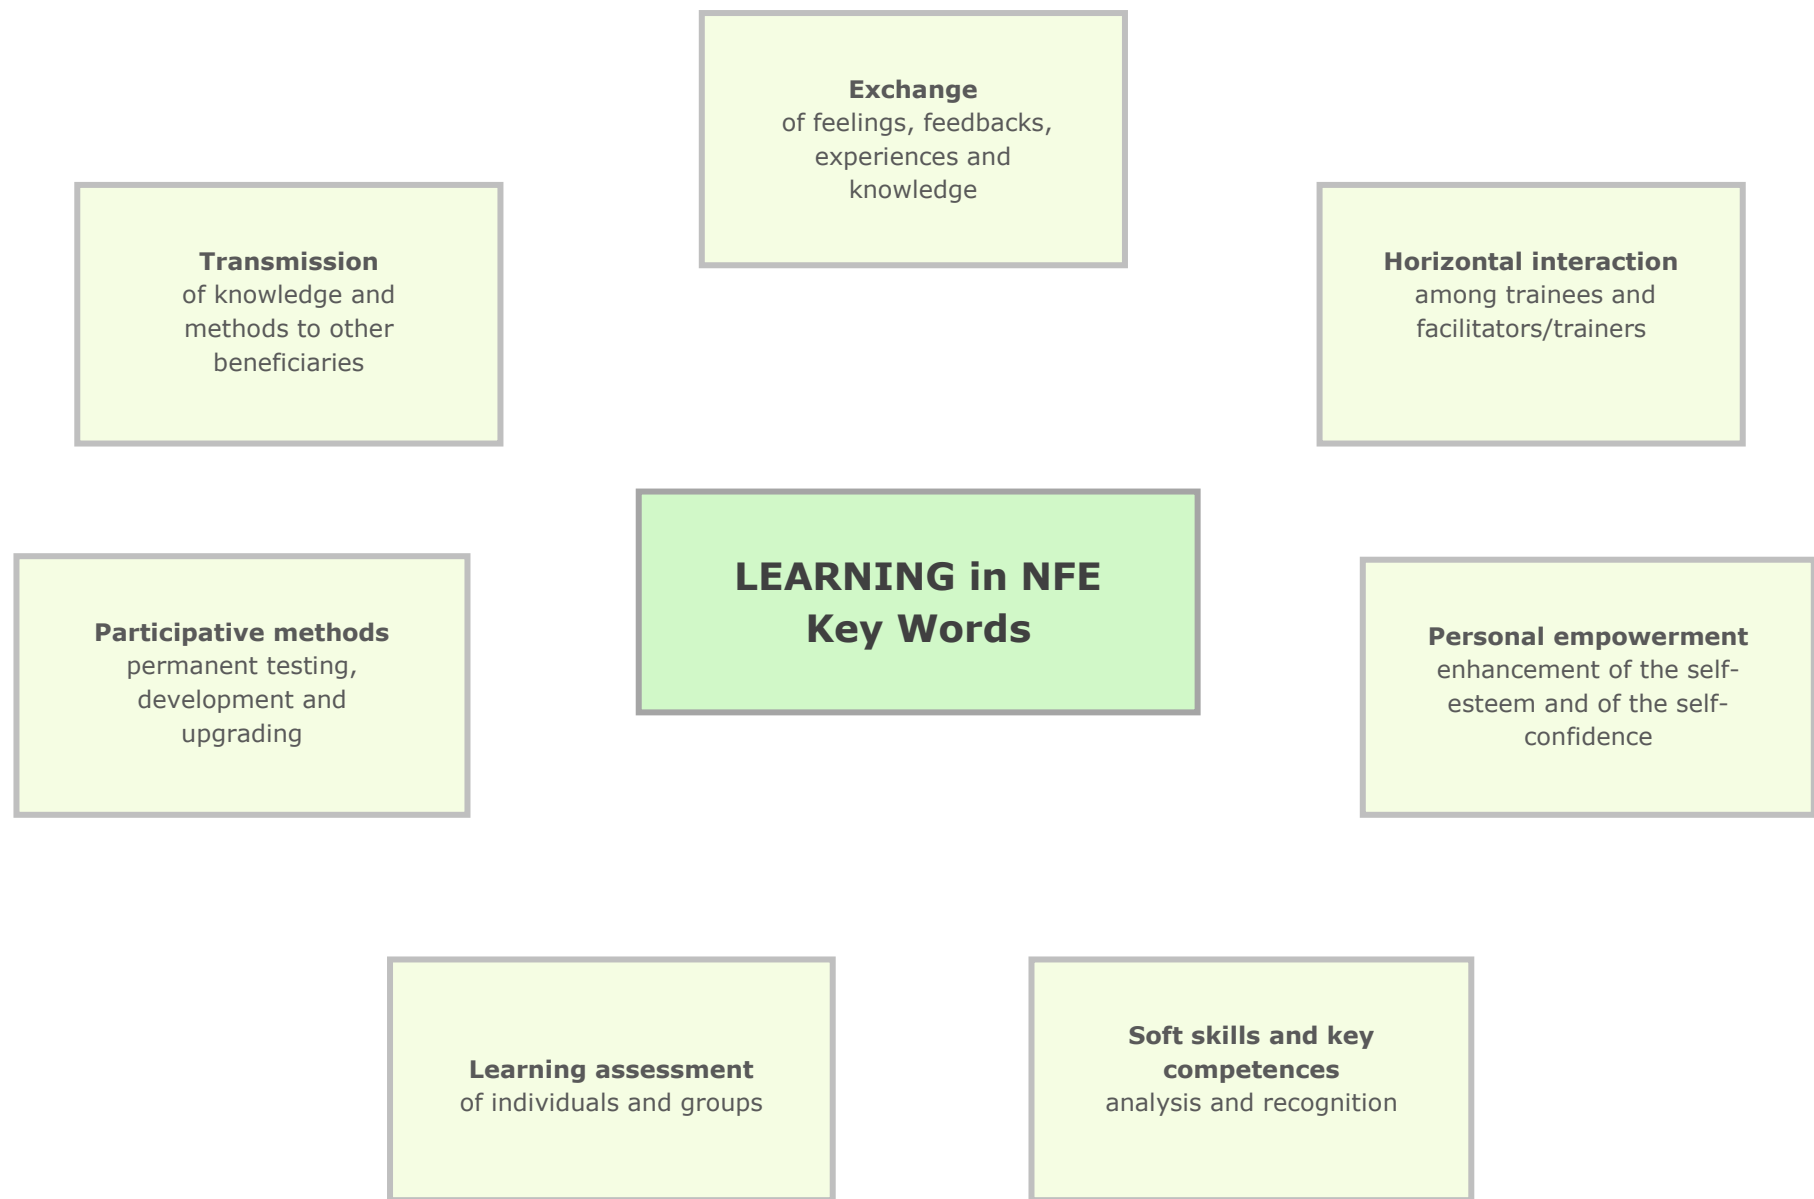 Exchange
of feelings, feedbacks,
experiences and
knowledge
Transmission
of knowledge and
methods to other
beneficiaries
Horizontal interaction
among trainees and
facilitators/trainers
LEARNING in NFE
Key Words
Participative methods
permanent testing,
development and
upgrading
Personal empowerment
enhancement of the self-
esteem and of the self-
confidence
Learning assessment
of individuals and groups
Soft skills and key
competences
analysis and recognition